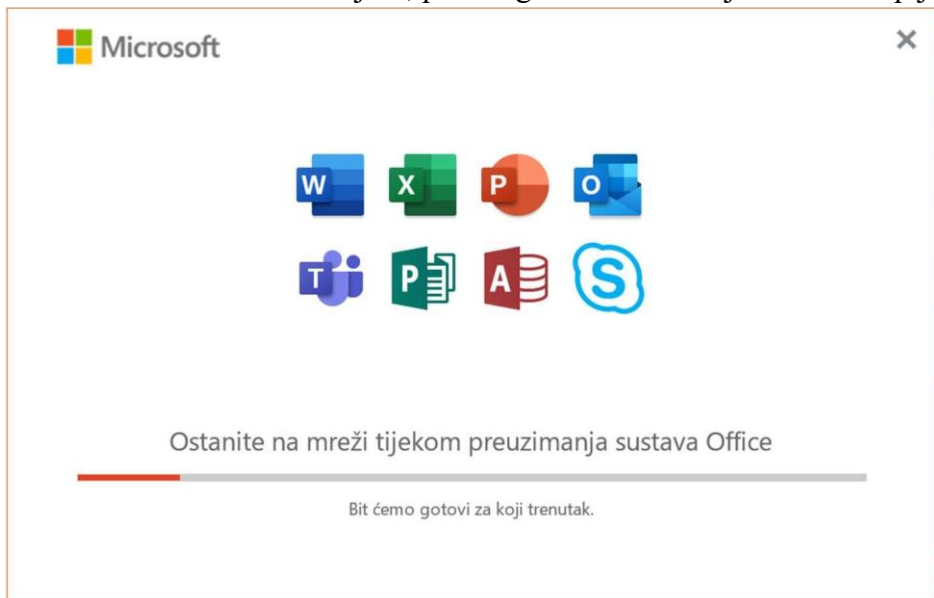 Microsoft
W X P O
T P A S
Ostanite na mreži tijekom preuzimanja sustava Office
Bit ćemo gotovi za koji trenutak.